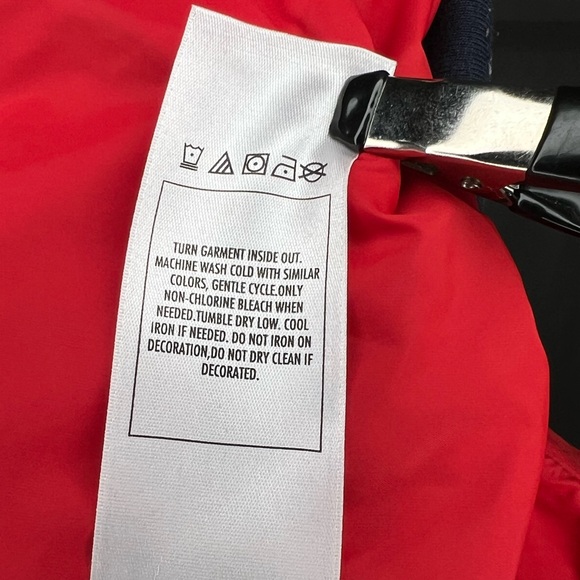 TURN GARMENT INSIDE OUT.
MACHINE WASH COLD WITH SIMILAR
COLORS, GENTLE CYCLE.ONLY
NON-CHLORINE BLEACH WHEN
NEEDED.TUMBLE DRY LOW. COOL
IRON IF NEEDED. DO NOT IRON ON
DECORATION,DO NOT DRY CLEAN IF
DECORATED.